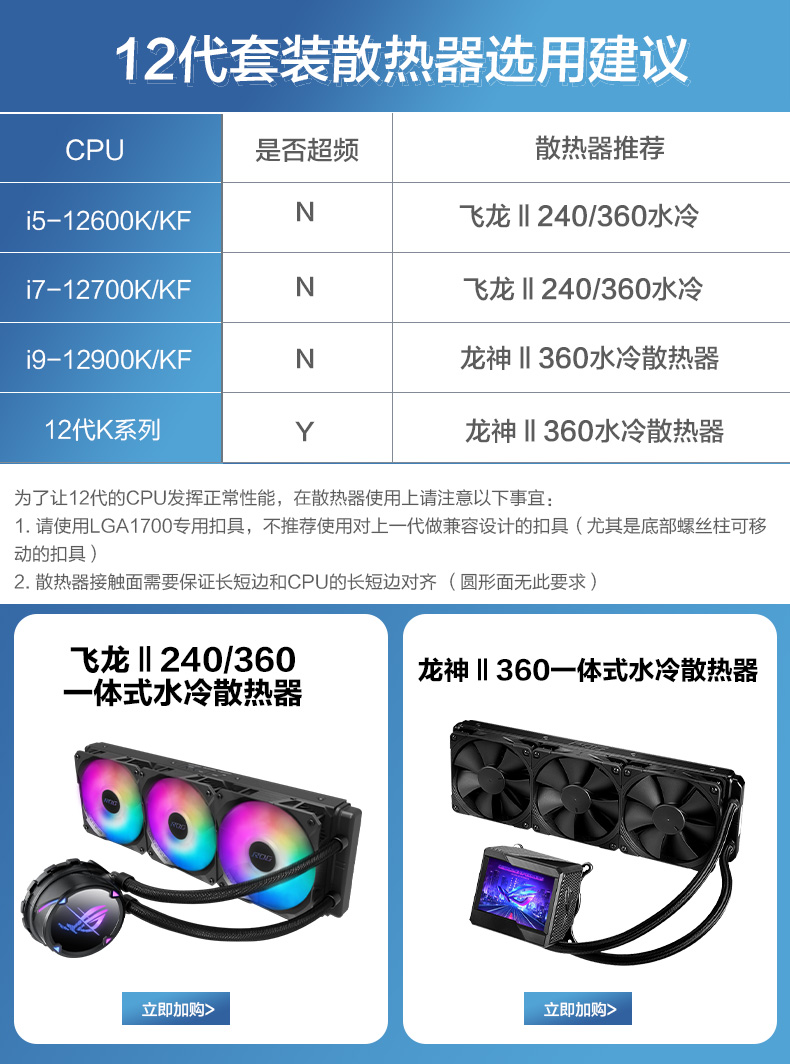 12代套装散热器选用建议
CPU 是否超频 散热器推荐
i5-12600K/KF N 飞龙Ⅱ240/360水冷
i7-12700K/KF N 飞龙Ⅱ240/360水冷
i9-12900K/KF N 龙神Ⅱ360水冷散热器
12代K系列 Y 龙神Ⅱ360水冷散热器
为了让12代的CPU发挥正常性能，在散热器使用上请注意以下事宜：
1. 请使用LGA1700专用扣具，不推荐使用对上一代做兼容设计的扣具（尤其是底部螺丝柱可移
动的扣具）
2. 散热器接触面需要保证长短边和CPU的长短边对齐（圆形面无此要求）
飞龙Ⅱ240/360
一体式水冷散热器
龙神Ⅱ360一体式水冷散热器
立即加购>
立即加购>